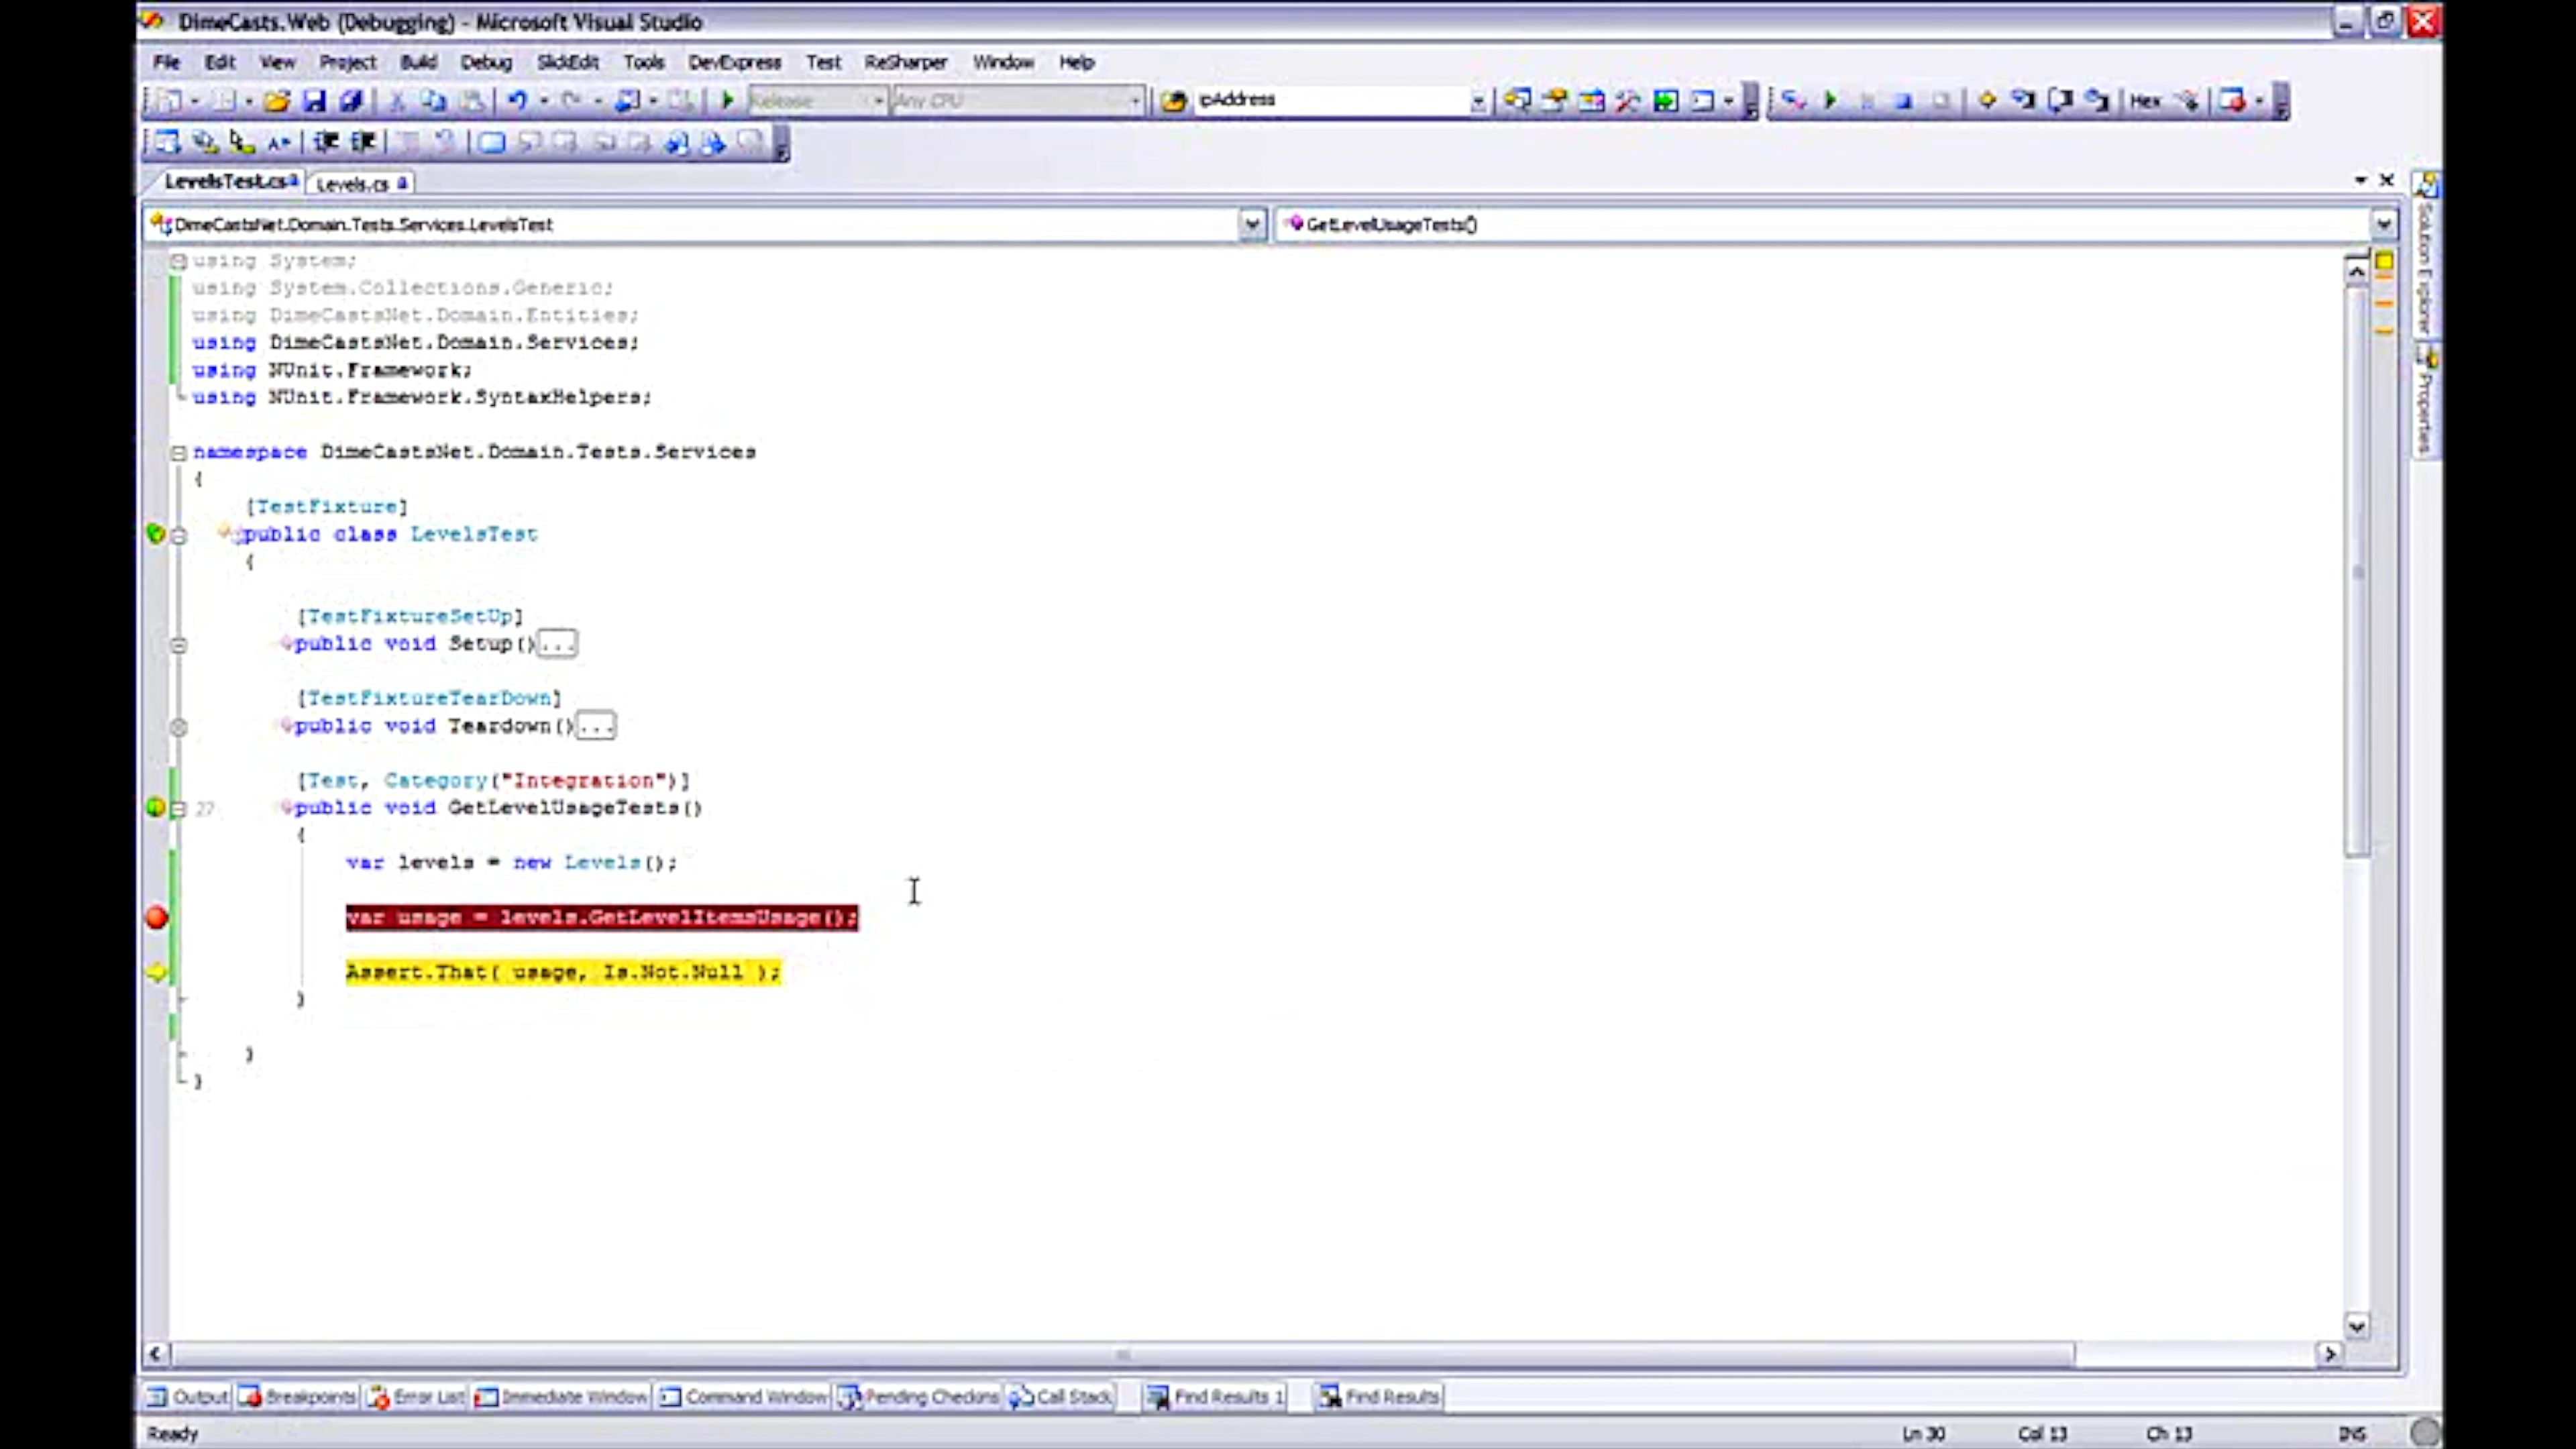 DimeCasts.Web (Debugging) - Microsoft Visual Studio
File Edit View Project Build Debug SlickEdit Tools DevExpress Test ReSharper Window Help
Release Any CPU ipAddress Hex
LevelsTest.cs Levels.cs
DimeCastsNet.Domain.Tests.Services.LevelsTest GetLevelUsageTests()
using System;
using System.Collections.Generic;
using DimeCastsNet.Domain.Entities;
using DimeCastsNet.Domain.Services;
using NUnit.Framework;
using NUnit.Framework.SyntaxHelpers;
namespace DimeCastsNet.Domain.Tests.Services
{
[TestFixture]
public class LevelsTest
{
[TestFixtureSetUp]
public void Setup()...
[TestFixtureTearDown]
public void Teardown()...
[Test, Category("Integration")]
27 public void GetLevelUsageTests()
{
var levels = new Levels();
var usage = levels.GetLevelItemsUsage();
Assert.That( usage, Is.Not.Null );
}
}
}
Solution Explorer
Properties
Output Breakpoints Error List Immediate Window Command Window Pending Checkins Call Stack Find Results 1 Find Results
Ready Ln 30 Col 13 Ch 13 INS